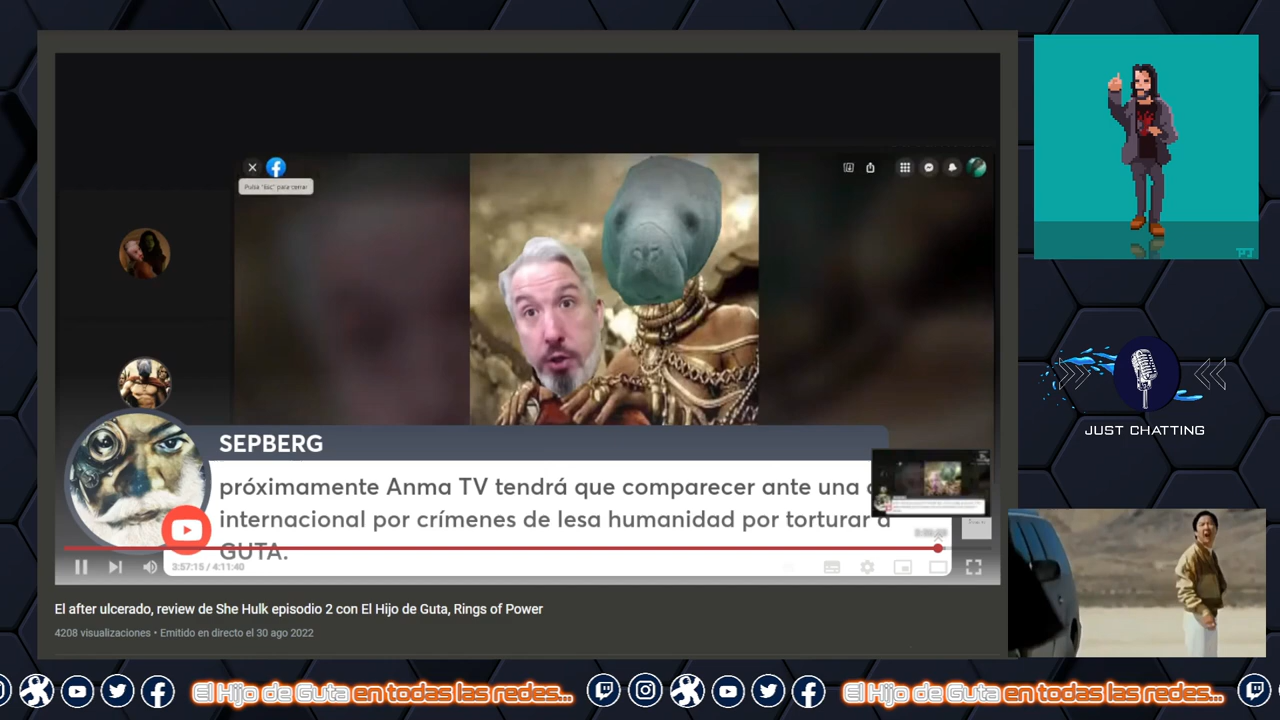 SEPBERG
próximamente Anma TV tendrá que comparecer ante una
internacional por crímenes de lesa humanidad por torturar a
GUTA.
3:57:15 / 4:11:40
El after ulcerado, review de She Hulk episodio 2 con El Hijo de Guta, Rings of Power
4208 visualizaciones • Emitido en directo el 30 ago 2022
JUST CHATTING
El Hijo de Guta en todas las redes... El Hijo de Guta en todas las redes...